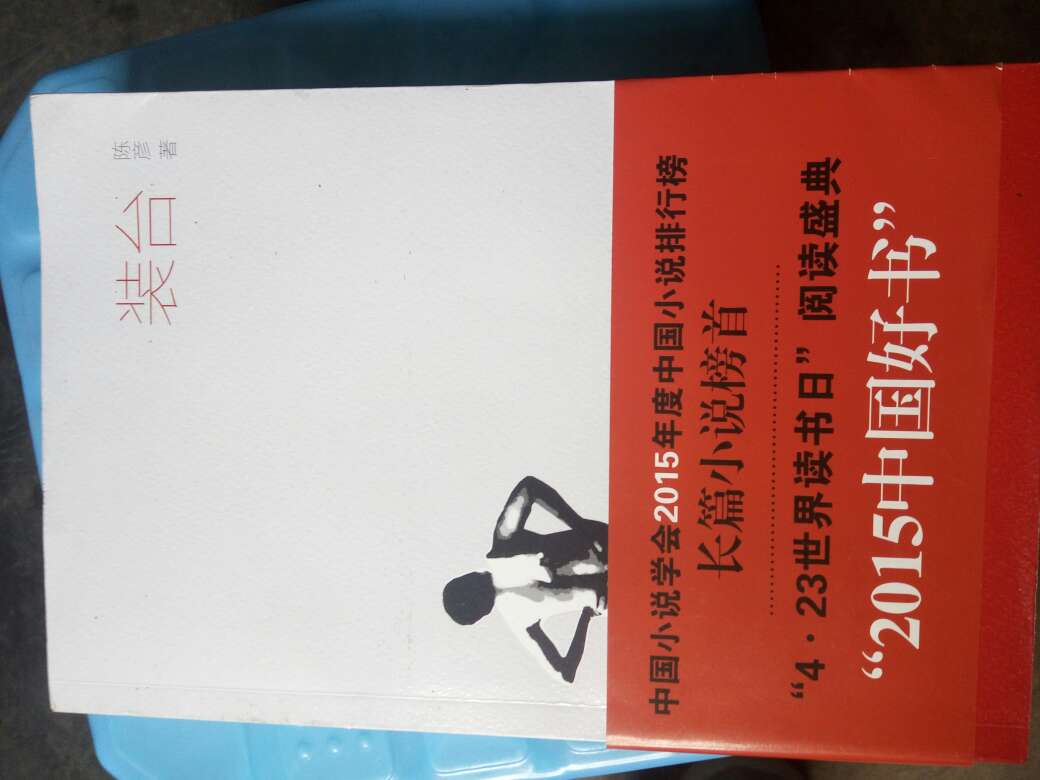 装台
陈彦 著
中国小说学会2015年度中国小说排行榜
长篇小说榜首
“4·23世界读书日”阅读盛典
“2015中国好书”